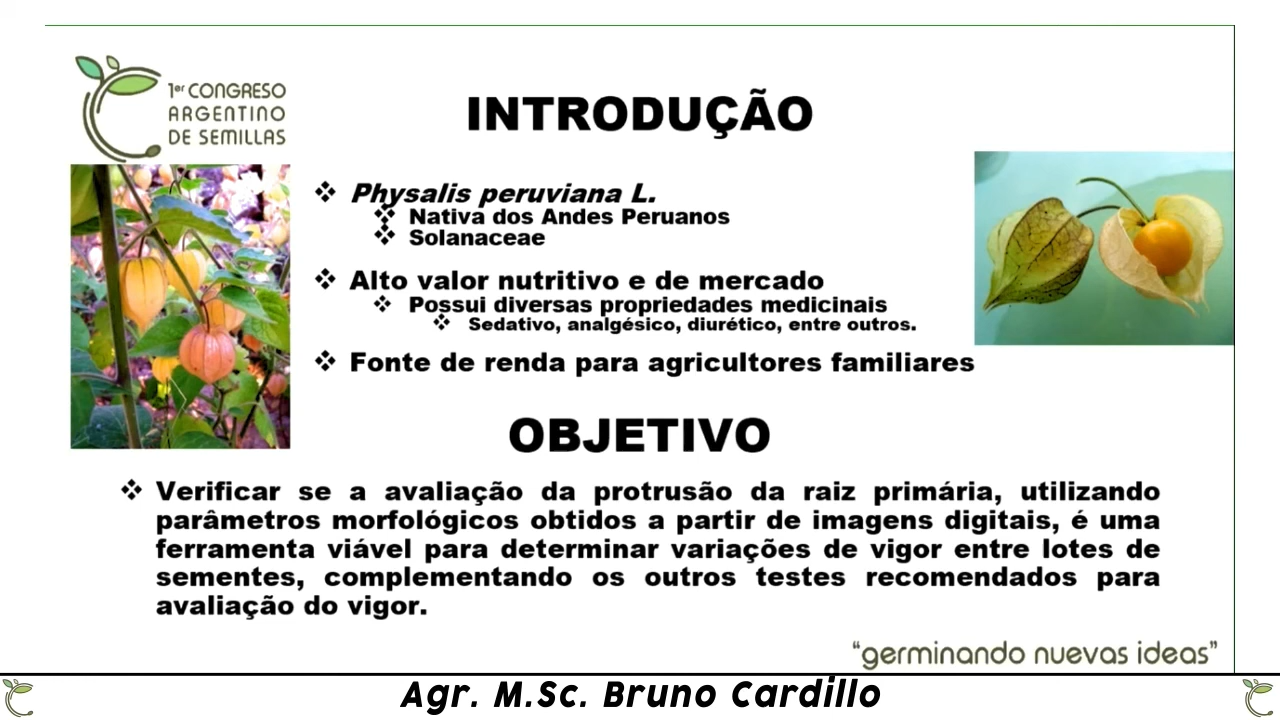 1er CONGRESO
ARGENTINO
DE SEMILLAS
INTRODUÇÃO
❖ Physalis peruviana L.
❖ Nativa dos Andes Peruanos
❖ Solanaceae
❖ Alto valor nutritivo e de mercado
❖ Possui diversas propriedades medicinais
❖ Sedativo, analgésico, diurético, entre outros.
❖ Fonte de renda para agricultores familiares
OBJETIVO
❖ Verificar se a avaliação da protrusão da raiz primária, utilizando
parâmetros morfológicos obtidos a partir de imagens digitais, é uma
ferramenta viável para determinar variações de vigor entre lotes de
sementes, complementando os outros testes recomendados para
avaliação do vigor.
“germinando nuevas ideas”
Agr. M.Sc. Bruno Cardillo